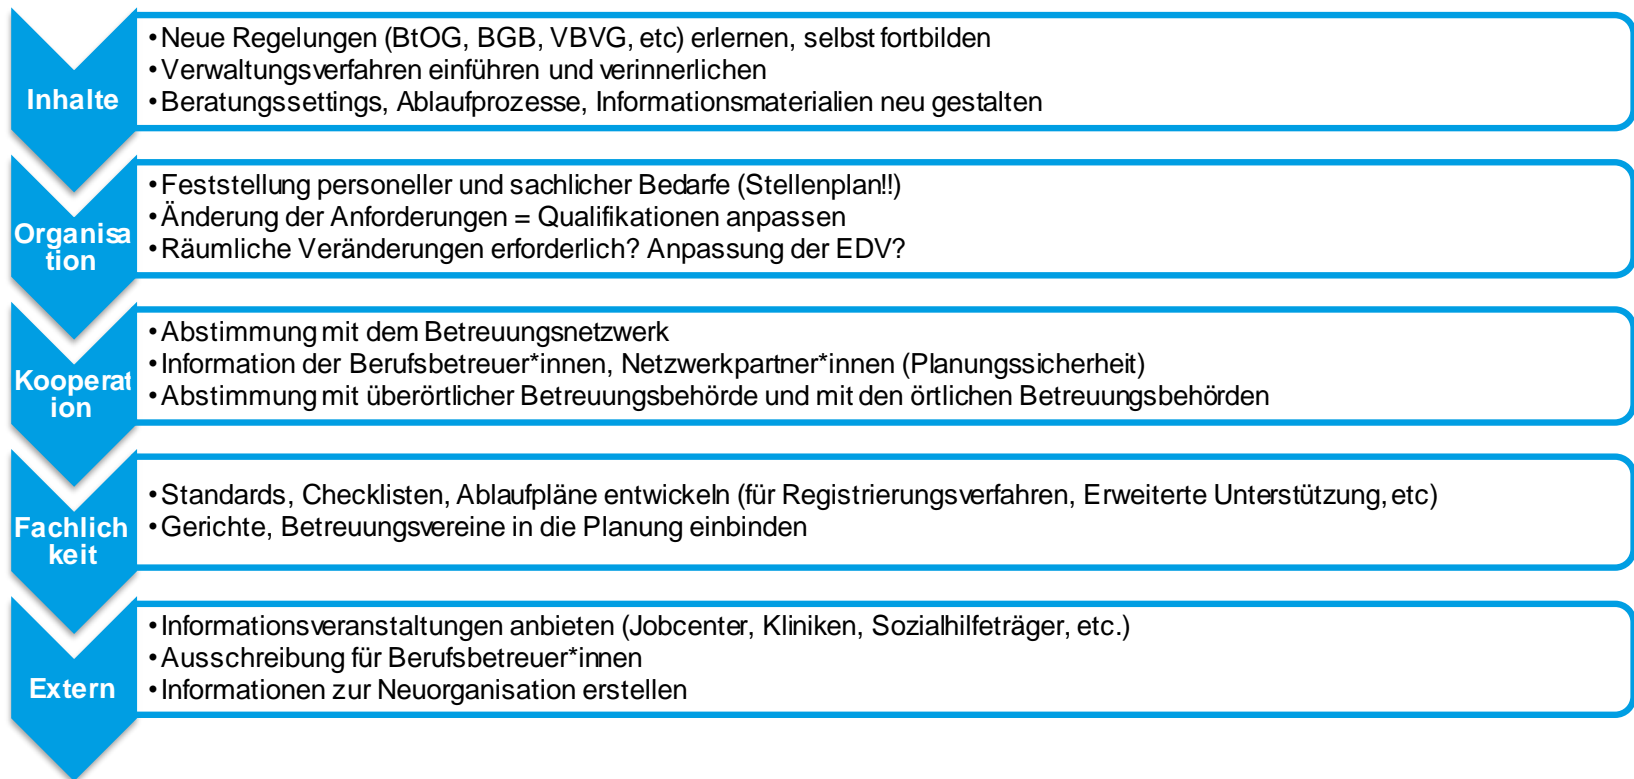 Inhalte
•Neue Regelungen (BtOG, BGB, VBVG, etc) erlernen, selbst fortbilden
•Verwaltungsverfahren einführen und verinnerlichen
•Beratungssettings, Ablaufprozesse, Informationsmaterialien neu gestalten
Organisa
tion
•Feststellung personeller und sachlicher Bedarfe (Stellenplan!!)
•Änderung der Anforderungen = Qualifikationen anpassen
•Räumliche Veränderungen erforderlich? Anpassung der EDV?
Kooperat
ion
•Abstimmung mit dem Betreuungsnetzwerk
•Information der Berufsbetreuer*innen, Netzwerkpartner*innen (Planungssicherheit)
•Abstimmung mit überörtlicher Betreuungsbehörde und mit den örtlichen Betreuungsbehörden
Fachlich
keit
•Standards, Checklisten, Ablaufpläne entwickeln (für Registrierungsverfahren, Erweiterte Unterstützung, etc)
•Gerichte, Betreuungsvereine in die Planung einbinden
Extern
•Informationsveranstaltungen anbieten (Jobcenter, Kliniken, Sozialhilfeträger, etc.)
•Ausschreibung für Berufsbetreuer*innen
•Informationen zur Neuorganisation erstellen